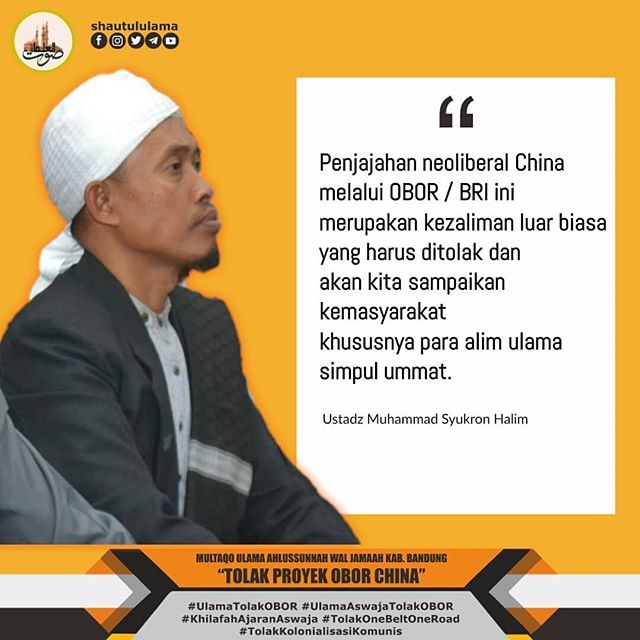 shautululama
“
Penjajahan neoliberal China
melalui OBOR / BRI ini
merupakan kezaliman luar biasa
yang harus ditolak dan
akan kita sampaikan
kemasyarakat
khususnya para alim ulama
simpul ummat.
Ustadz Muhammad Syukron Halim
MULTAQO ULAMA AHLUSSUNNAH WAL JAMAAH KAB. BANDUNG
“TOLAK PROYEK OBOR CHINA”
#UlamaTolakOBOR #UlamaAswajaTolakOBOR
#KhilafahAjaranAswaja #TolakOneBeltOneRoad
#TolakKolonialisasiKomunis